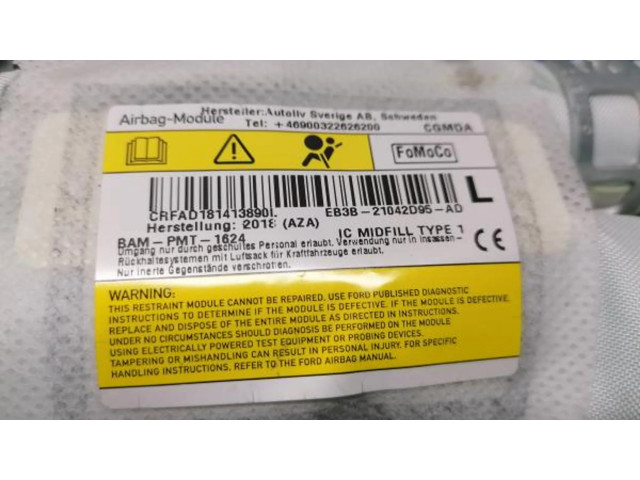 Hersteller:Autoliv Sverige AB, Schweden
Airbag-Module
Tel: +46900322626200
CGMDA
FoMoCo
CRFAD181413890I.
EB3B-21042D95-AD
L
Herstellung: 2018 (AZA)
BAM-PMT-1624
IC MIDFILL TYPE 1
CE
Umgang nur durch geschultes Personal erlaubt. Verwendung nur in Insassen-
Rückhaltesystemen mit Luftsack für Kraftfahrzeuge erlaubt.
Nur inerte Gegenstände verschroten.
WARNING:
THIS RESTRAINT MODULE CANNOT BE REPAIRED, USE FORD PUBLISHED DIAGNOSTIC
INSTRUCTIONS TO DETERMINE IF THE MODULE IS DEFECTIVE. IF THE MODULE IS DEFECTIVE,
REPLACE AND DISPOSE OF THE ENTIRE MODULE AS DIRECTED IN INSTRUCTIONS.
UNDER NO CIRCUMSTANCES SHOULD DIAGNOSIS BE PERFORMED ON THE MODULE
USING ELECTRICALLY POWERED TEST EQUIPMENT OR PROBING DEVICES.
TAMPERING OR MISHANDLING CAN RESULT IN PERSONAL INJURY. FOR SPECIFIC
HANDLING INSTRUCTIONS. REFER TO THE FORD AIRBAG MANUAL.